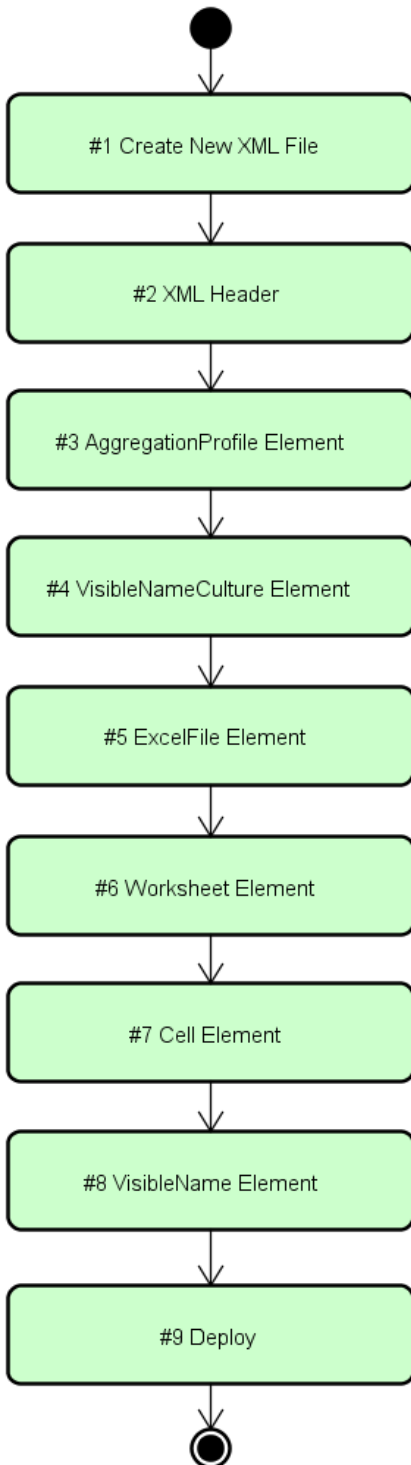 #1 Create New XML File
#2 XML Header
#3 AggregationProfile Element
#4 VisibleNameCulture Element
#5 ExcelFile Element
#6 Worksheet Element
#7 Cell Element
#8 VisibleName Element
#9 Deploy